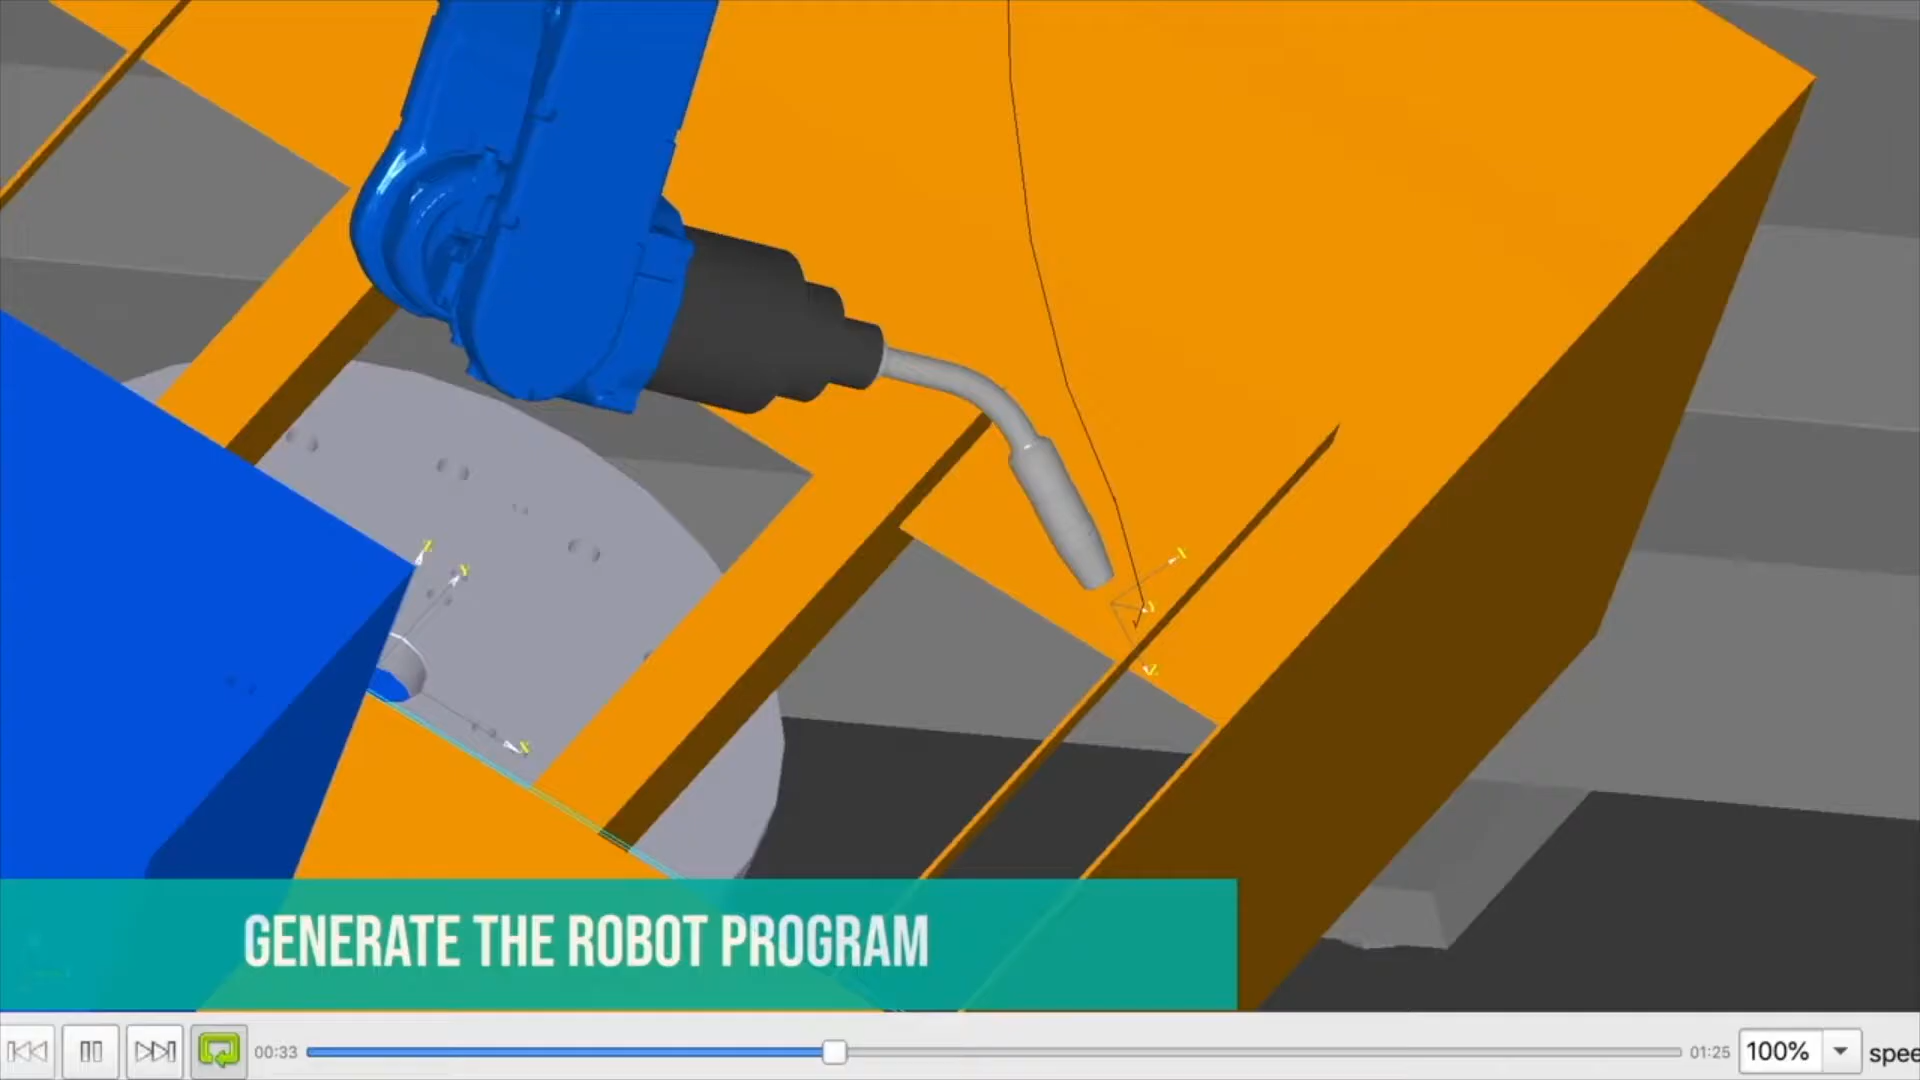 Z
Y
X
X
Y
Z
GENERATE THE ROBOT PROGRAM
00:33
01:25
100%
spee